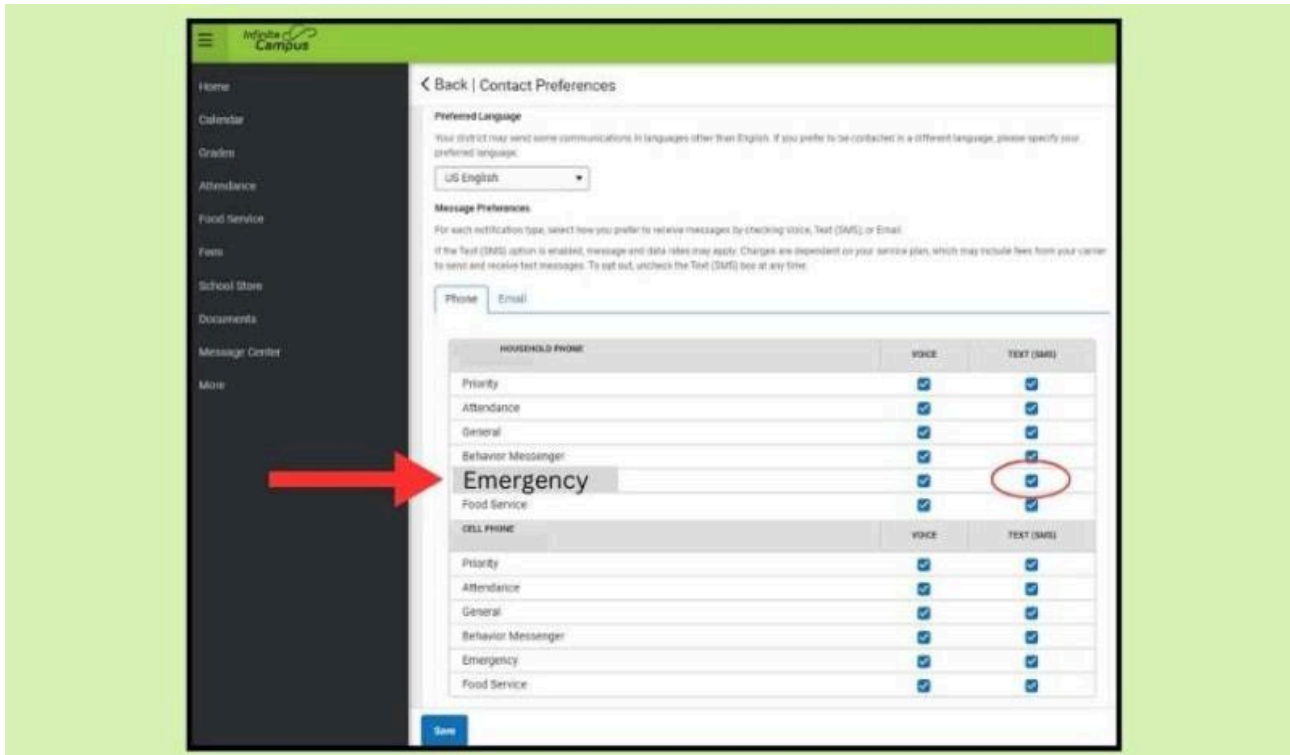 Infinite Campus
Home
Calendar
Grades
Attendance
Food Service
Fees
School Store
Documents
Message Center
More
Back | Contact Preferences
Preferred Language
Your district may send some communications in languages other than English. If you prefer to be contacted in a different language, please specify your
preferred language.
US English
Message Preferences
For each notification type, select how you prefer to receive messages by checking Voice, Text (SMS), or Email.
If the Text (SMS) option is enabled, message and data rates may apply. Charges are dependent on your service plan, which may include fees from your carrier
to send and receive text messages. To opt out, uncheck the Text (SMS) box at any time.
Phone Email
HOUSEHOLD PHONE VOICE TEXT (SMS)
Priority
Attendance
General
Behavior Messenger
Emergency
Food Service
CELL PHONE VOICE TEXT (SMS)
Priority
Attendance
General
Behavior Messenger
Emergency
Food Service
Save